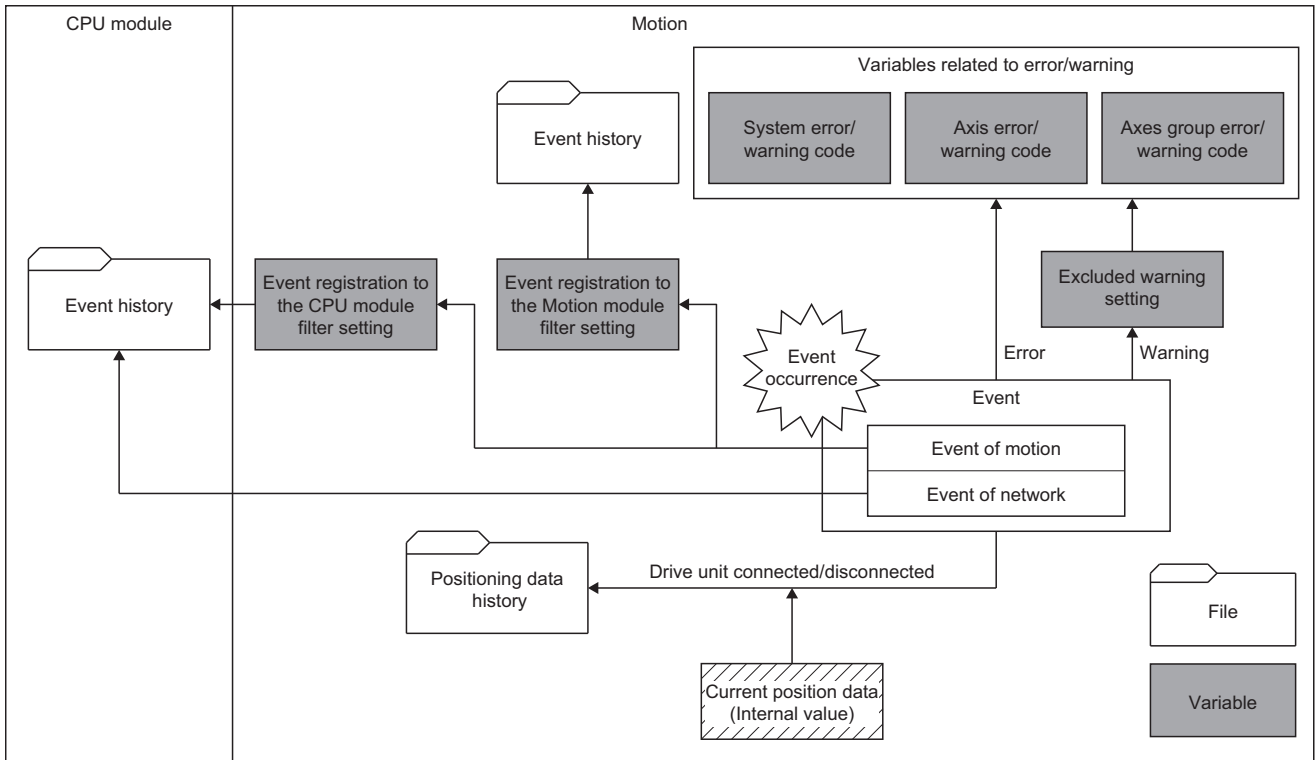 CPU module
Motion
Variables related to error/warning
System error/
warning code
Axis error/
warning code
Axes group error/
warning code
Event history
Event history
Event registration to
the CPU module
filter setting
Event registration to
the Motion module
filter setting
Excluded warning
setting
Event
occurrence
Error
Warning
Event
Event of motion
Event of network
Positioning data
history
Drive unit connected/disconnected
Current position data
(Internal value)
File
Variable